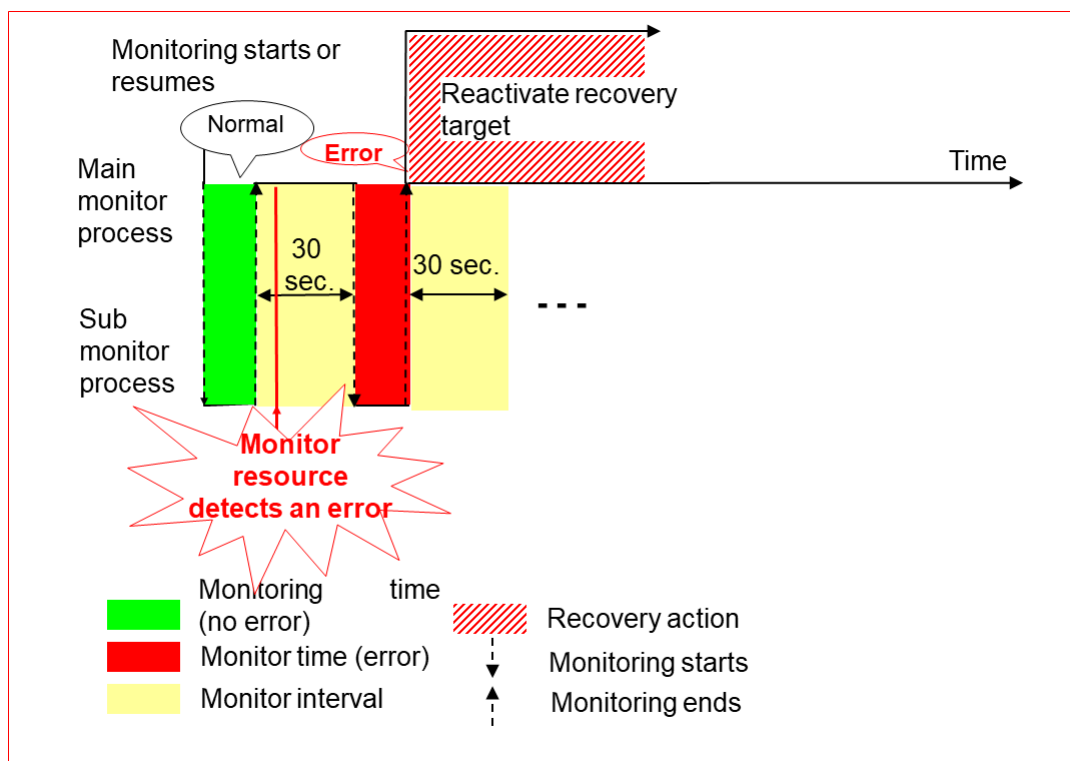 Monitoring starts or
resumes
Normal
Error
Reactivate recovery
target
Time
Main
monitor
process
30
sec.
30 sec.
Sub
monitor
process
Monitor
resource
detects an error
Monitoring time
(no error)
Monitor time (error)
Monitor interval
Recovery action
Monitoring starts
Monitoring ends